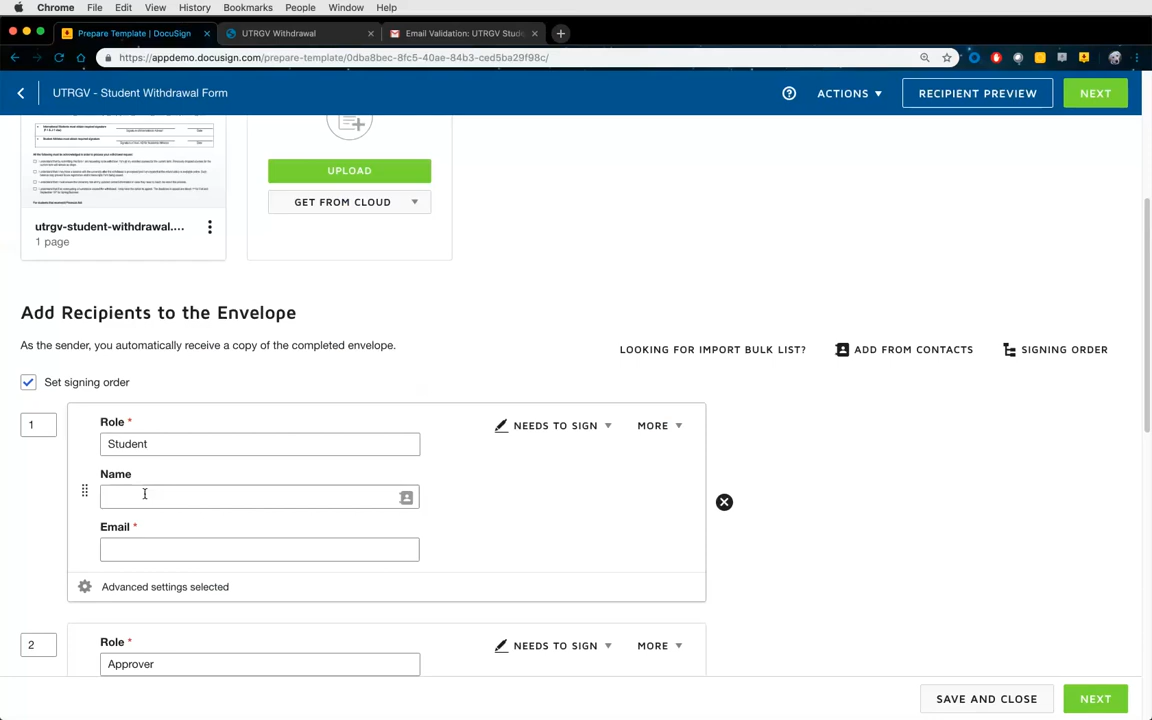 Chrome File Edit View History Bookmarks People Window Help
Prepare Template | DocuSign UTRGV Withdrawal Email Validation: UTRGV Stude
https://appdemo.docusign.com/prepare-template/0dba8bec-8fc5-40ae-84b3-ced5ba29f98c/
UTRGV - Student Withdrawal Form ACTIONS RECIPIENT PREVIEW NEXT
UPLOAD
GET FROM CLOUD
utrgv-student-withdrawal....
1 page
Add Recipients to the Envelope
As the sender, you automatically receive a copy of the completed envelope.
LOOKING FOR IMPORT BULK LIST? ADD FROM CONTACTS SIGNING ORDER
Set signing order
1
Role *
NEEDS TO SIGN MORE
Student
Name
Email *
Advanced settings selected
2
Role *
NEEDS TO SIGN MORE
Approver
SAVE AND CLOSE NEXT